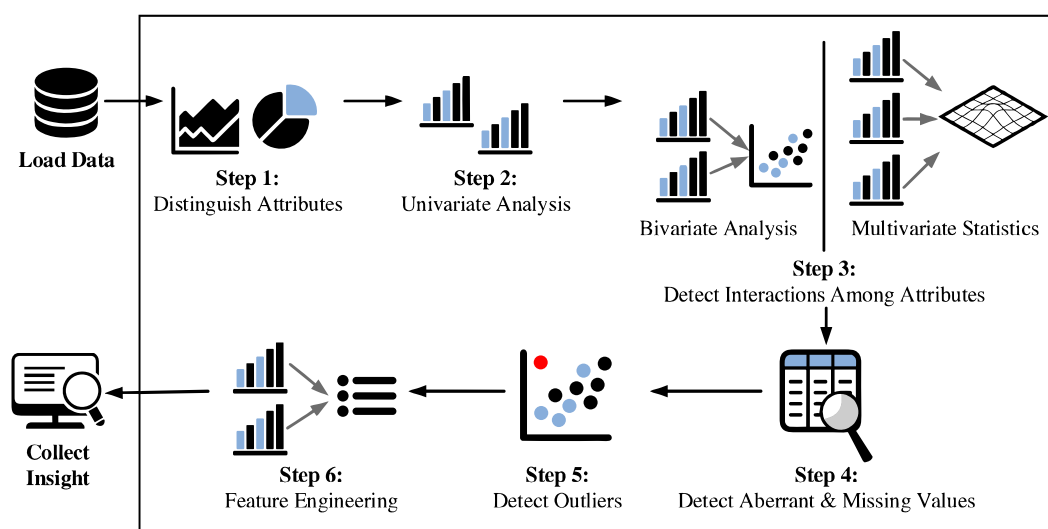 Load Data
Step 1:
Distinguish Attributes
Step 2:
Univariate Analysis
Bivariate Analysis
Multivariate Statistics
Step 3:
Detect Interactions Among Attributes
Step 4:
Detect Aberrant & Missing Values
Step 5:
Detect Outliers
Step 6:
Feature Engineering
Collect
Insight